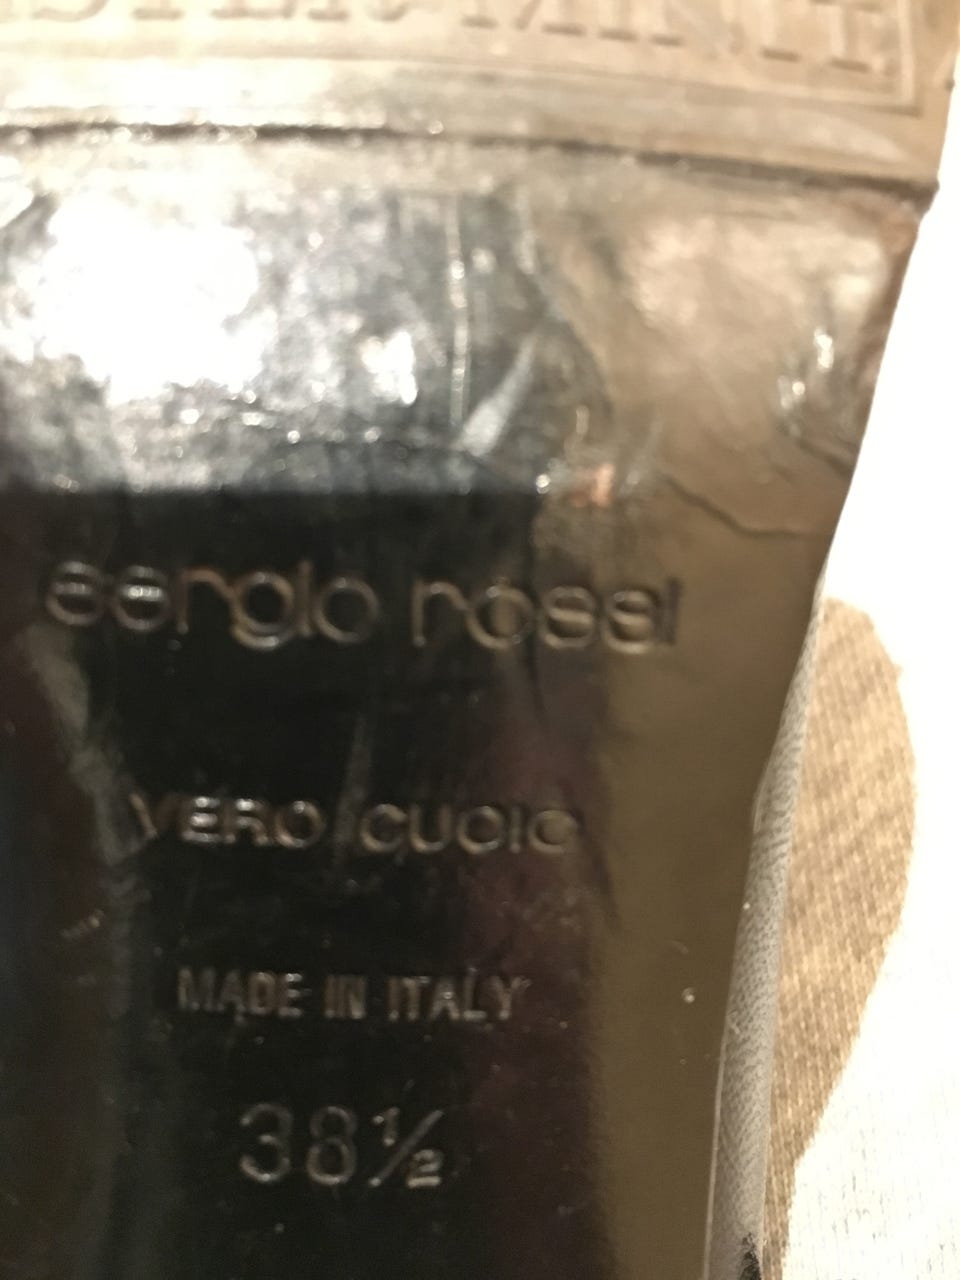 sergio rossi
VERO CUOIO
MADE IN ITALY
38½